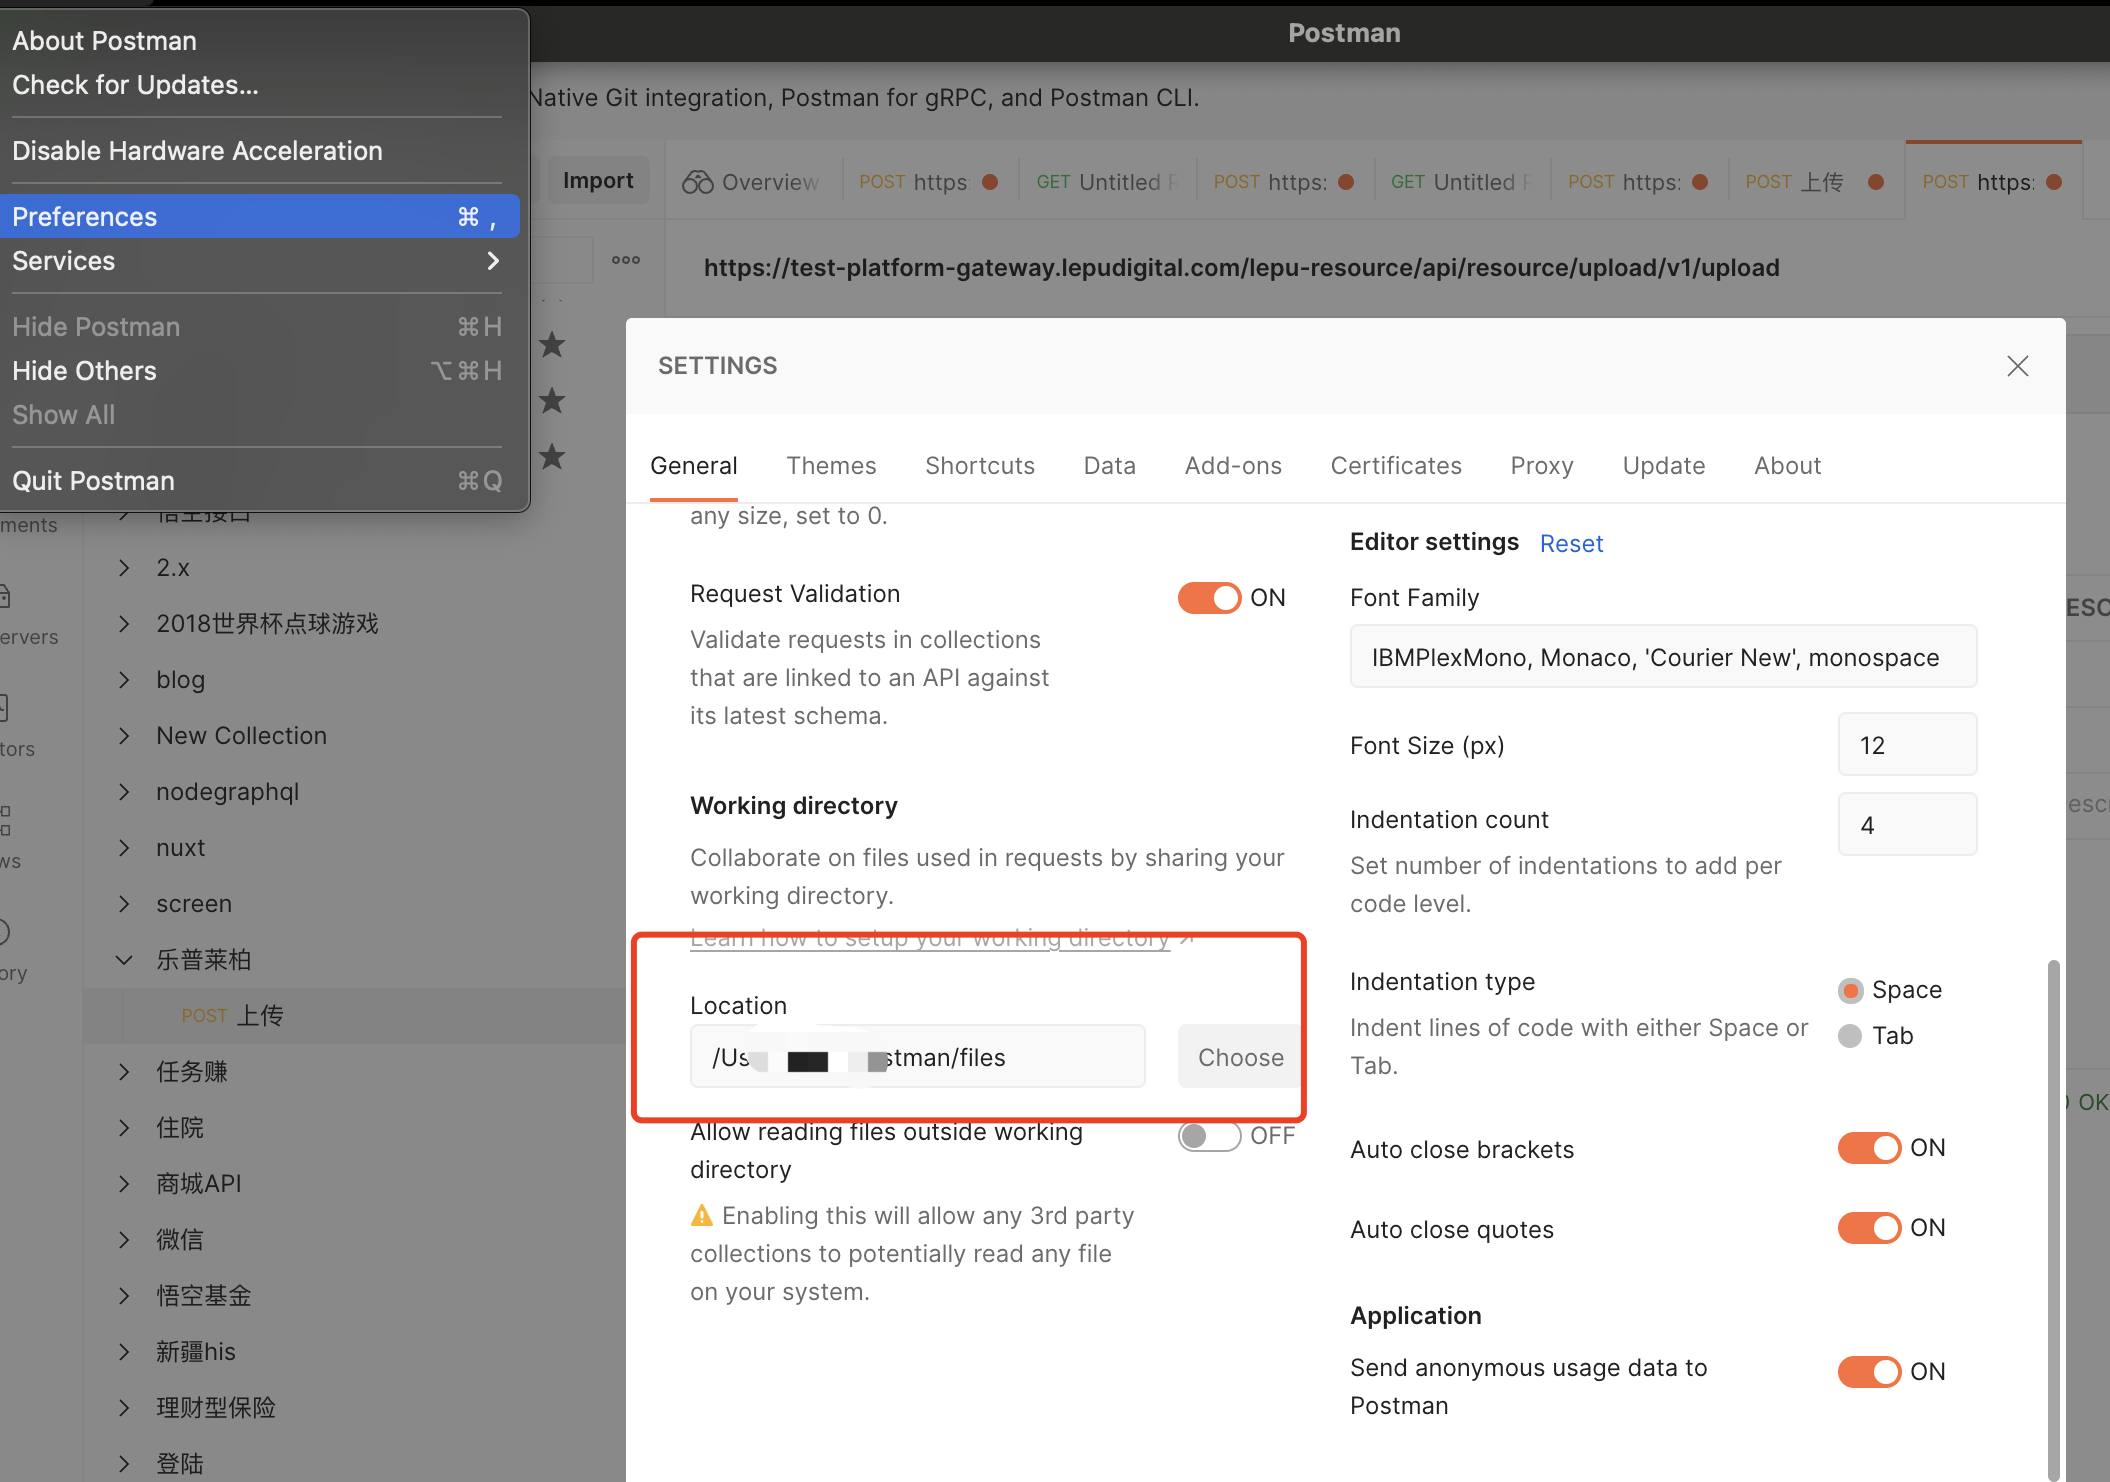 Postman
About Postman
Check for Updates...
Disable Hardware Acceleration
Preferences ⌘ ,
Services
Hide Postman ⌘H
Hide Others ⌥⌘H
Show All
Quit Postman ⌘Q
Native Git integration, Postman for gRPC, and Postman CLI.
Import
Overview
POST https:
GET Untitled
POST https:
GET Untitled
POST https:
POST 上传
POST https:
https://test-platform-gateway.lepudigital.com/lepu-resource/api/resource/upload/v1/upload
ments
ervers
tors
ws
ory
悟空接口
2.x
2018世界杯点球游戏
blog
New Collection
nodegraphql
nuxt
screen
乐普莱柏
POST 上传
任务赚
住院
商城API
微信
悟空基金
新疆his
理财型保险
登陆
SETTINGS
General
Themes
Shortcuts
Data
Add-ons
Certificates
Proxy
Update
About
any size, set to 0.
Request Validation
ON
Validate requests in collections
that are linked to an API against
its latest schema.
Working directory
Collaborate on files used in requests by sharing your
working directory.
Learn how to setup your working directory
Location
/Us
stman/files
Choose
Allow reading files outside working
directory
OFF
Enabling this will allow any 3rd party
collections to potentially read any file
on your system.
Editor settings Reset
Font Family
IBMPlexMono, Monaco, 'Courier New', monospace
Font Size (px)
12
Indentation count
4
Set number of indentations to add per
code level.
Indentation type
Space
Indent lines of code with either Space or
Tab.
Tab
Auto close brackets
ON
Auto close quotes
ON
Application
Send anonymous usage data to
Postman
ON
ESC
escr
OK